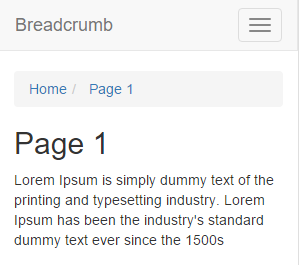 Breadcrumb
Home / Page 1
Page 1
Lorem Ipsum is simply dummy text of the
printing and typesetting industry. Lorem
Ipsum has been the industry's standard
dummy text ever since the 1500s